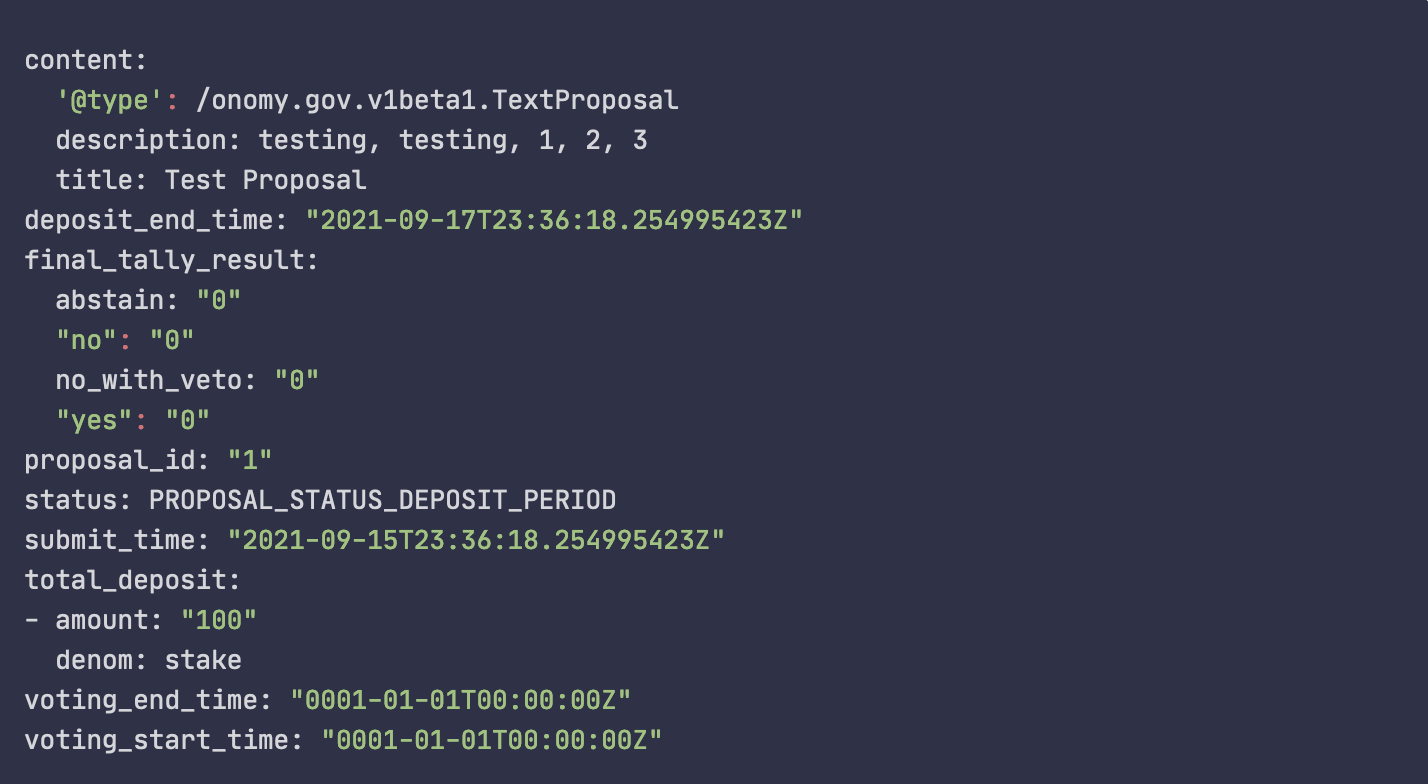 content:
  '@type': /onomy.gov.v1beta1.TextProposal
  description: testing, testing, 1, 2, 3
  title: Test Proposal
deposit_end_time: "2021-09-17T23:36:18.254995423Z"
final_tally_result:
  abstain: "0"
  "no": "0"
  no_with_veto: "0"
  "yes": "0"
proposal_id: "1"
status: PROPOSAL_STATUS_DEPOSIT_PERIOD
submit_time: "2021-09-15T23:36:18.254995423Z"
total_deposit:
- amount: "100"
  denom: stake
voting_end_time: "0001-01-01T00:00:00Z"
voting_start_time: "0001-01-01T00:00:00Z"